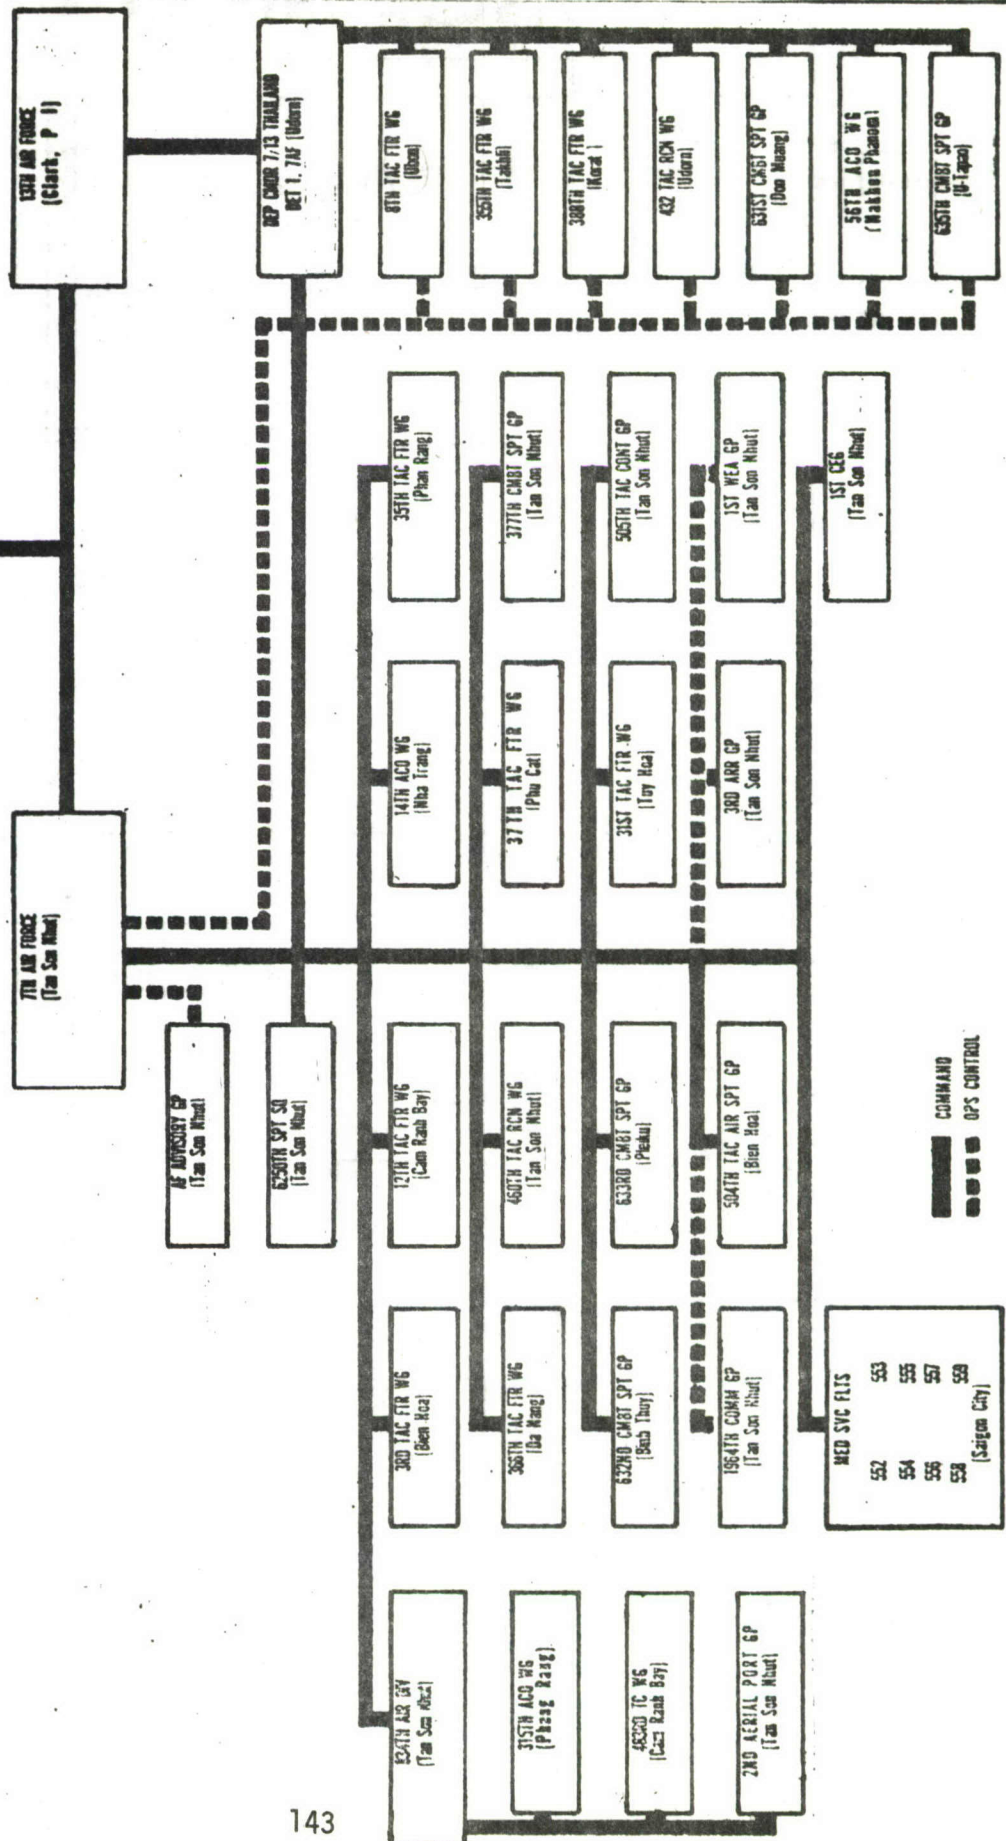 7TH AIR FORCE
(Tan Son Nhut)
13TH AIR FORCE
(Clark, P I)
AF ADVISORY GP
(Tan Son Nhut)
6250TH SPT SQ
(Tan Son Nhut)
DEP CMDR 7/13 THAILAND
DET 1, 7AF (Udorn)
834TH AIR DIV
(Tan Son Nhut)
3RD TAC FTR WG
(Bien Hoa)
12TH TAC FTR WG
(Cam Ranh Bay)
14TH ACO WG
(Nha Trang)
35TH TAC FTR WG
(Phan Rang)
8TH TAC FTR WG
(Ubon)
315TH ACO WG
(Phang Rang)
366TH TAC FTR WG
(Da Nang)
460TH TAC RCN WG
(Tan Son Nhut)
37TH TAC FTR WG
(Phu Cat)
377TH CMBT SPT GP
(Tan Son Nhut)
355TH TAC FTR WG
(Takhli)
483RD TC WG
(Cam Ranh Bay)
632ND CMBT SPT GP
(Binh Thuy)
633RD CMBT SPT GP
(Pleiku)
31ST TAC FTR WG
(Tuy Hoa)
505TH TAC CONT GP
(Tan Son Nhut)
388TH TAC FTR WG
(Korat)
432 TAC RCN WG
(Udorn)
2ND AERIAL PORT GP
(Tan Son Nhut)
1964TH COMM GP
(Tan Son Nhut)
504TH TAC AIR SPT GP
(Bien Hoa)
3RD ARR GP
(Tan Son Nhut)
1ST WEA GP
(Tan Son Nhut)
631ST CMBT SPT GP
(Don Muang)
56TH ACO WG
(Nakhon Phanom)
MED SVC FLTS
552 553
554 555
556 557
558 559
(Saigon City)
1ST CEG
(Tan Son Nhut)
635TH CMBT SPT GP
(U-Tapao)
COMMAND
OPS CONTROL
143